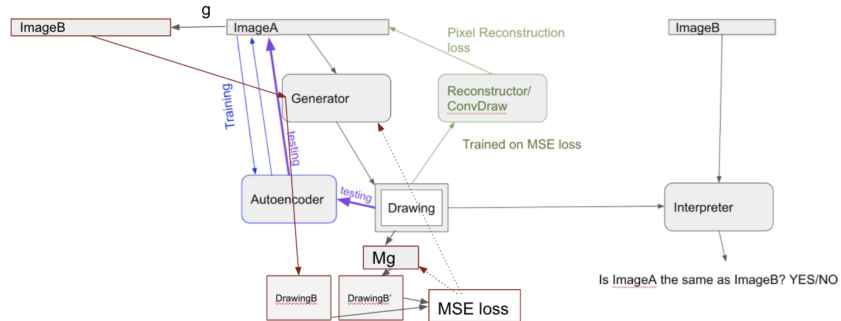 g
ImageB
ImageA
ImageB
Pixel Reconstruction
loss
Generator
Reconstructor/
ConvDraw
Training
testing
Trained on MSE loss
Autoencoder
testing
Drawing
Interpreter
Mg
Is ImageA the same as ImageB? YES/NO
DrawingB
DrawingB'
MSE loss